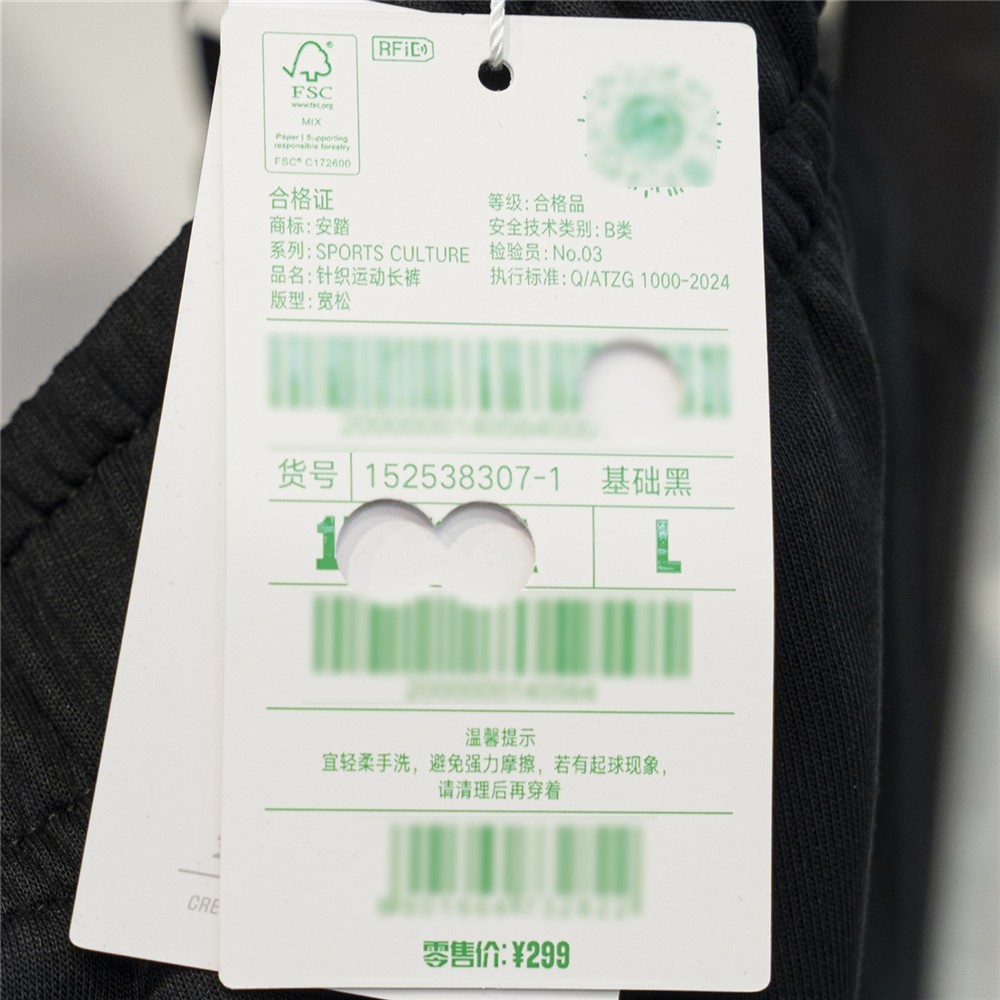 FSC®
www.fsc.org
MIX
Paper | Supporting
responsible forestry
FSC® C172600
RFiD
合格证
商标:安踏
系列:SPORTS CULTURE
品名:针织运动长裤
版型:宽松
等级:合格品
安全技术类别:B类
检验员:No.03
执行标准:Q/ATZG 1000-2024
货号 152538307-1 基础黑
L
温馨提示
宜轻柔手洗，避免强力摩擦，若有起球现象，
请清理后再穿着
零售价:¥299
CRE